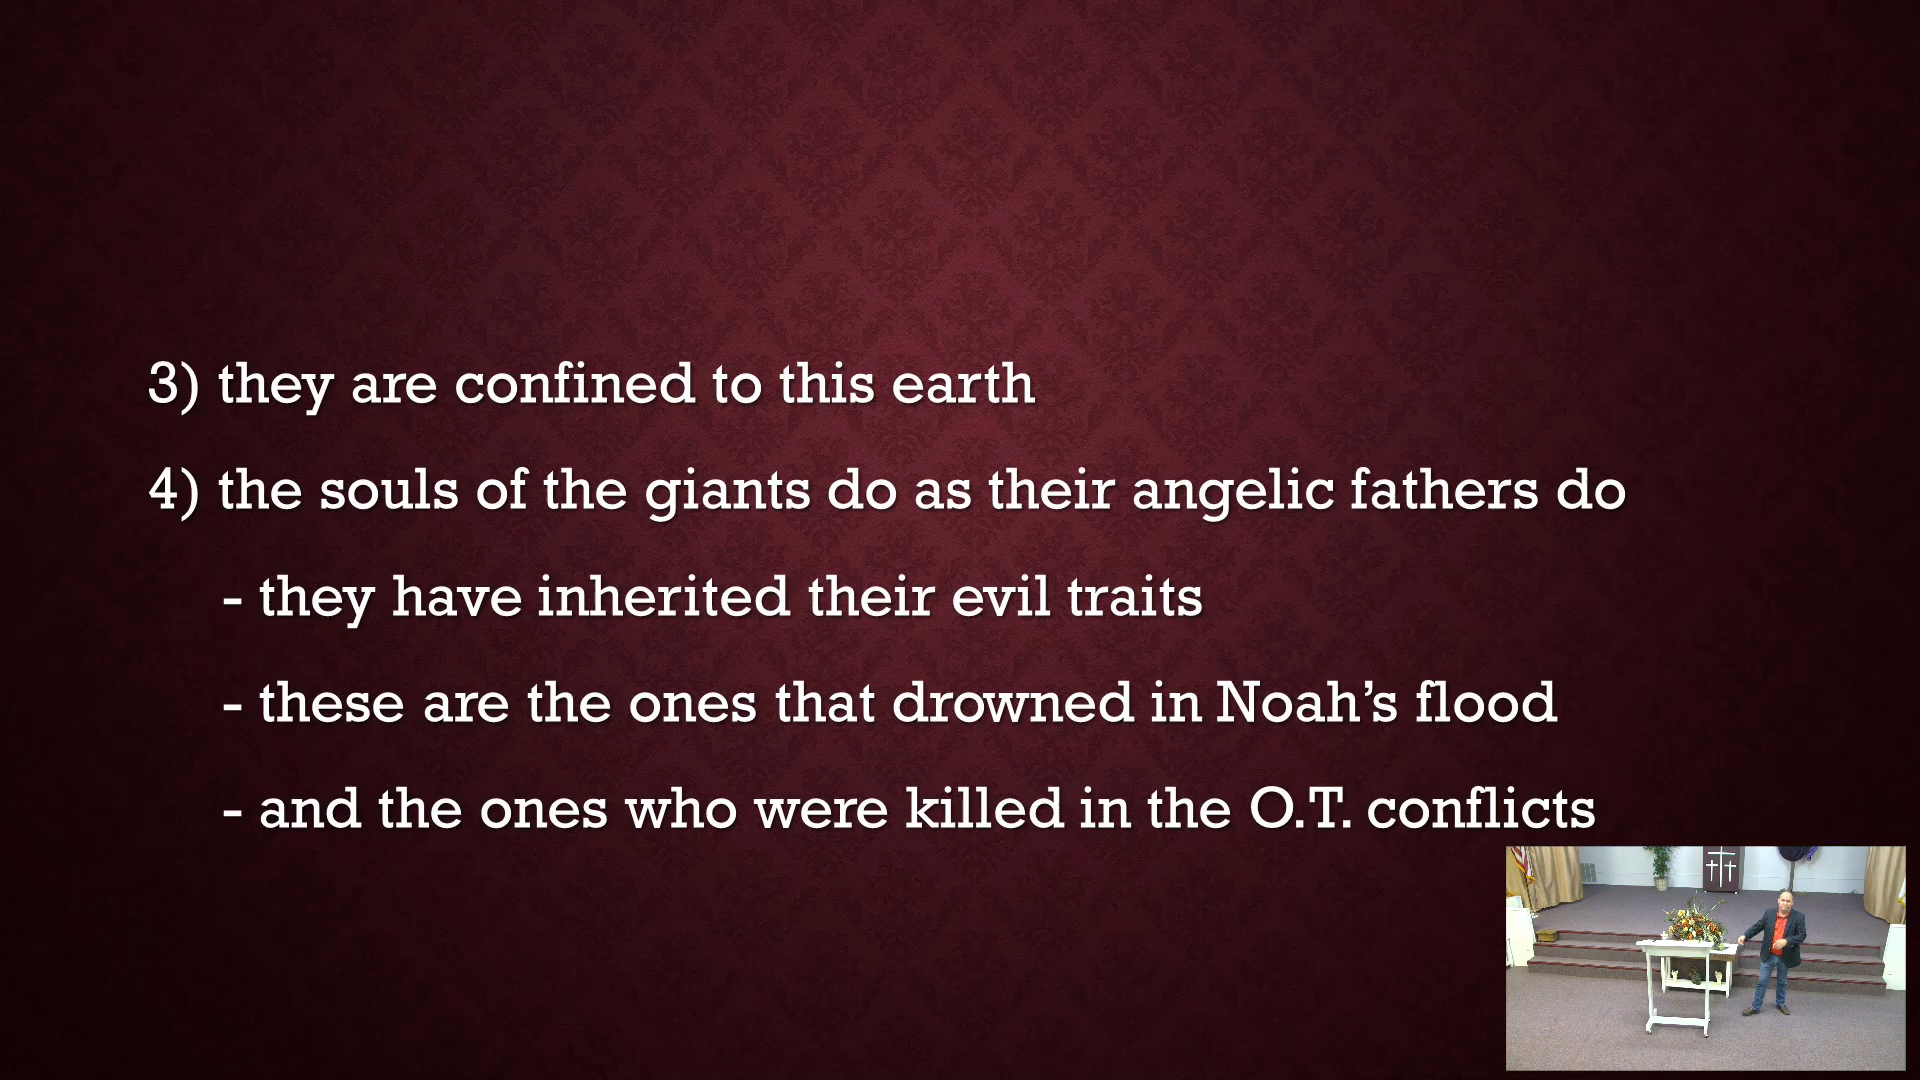 3) they are confined to this earth
4) the souls of the giants do as their angelic fathers do
- they have inherited their evil traits
- these are the ones that drowned in Noah’s flood
- and the ones who were killed in the O.T. conflicts